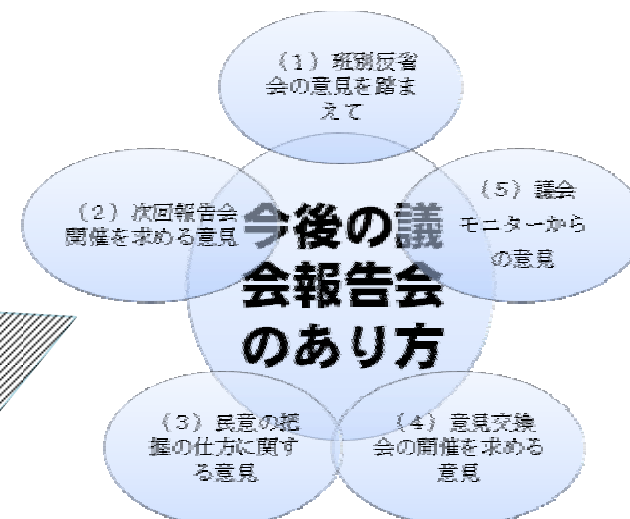 （1）班別反省
会の意見を踏ま
えて
（2）次回報告会
開催を求める意見
今後の議
会報告会
のあり方
（5）議会
モニターから
の意見
（3）民意の把
握の仕方に関す
る意見
（4）意見交換
会の開催を求める
意見